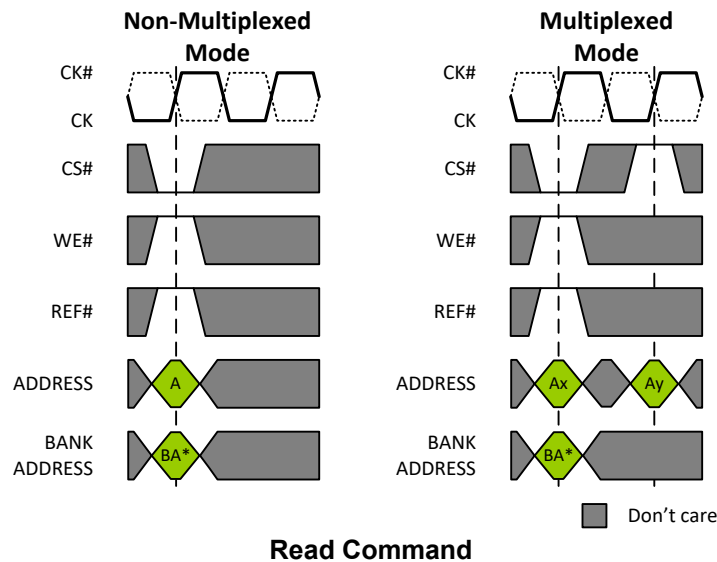 Non-Multiplexed
Mode
CK#
CK
CS#
WE#
REF#
ADDRESS
A
BANK
ADDRESS
BA*
Multiplexed
Mode
CK#
CK
CS#
WE#
REF#
ADDRESS
Ax
Ay
BANK
ADDRESS
BA*
Don't care
Read Command